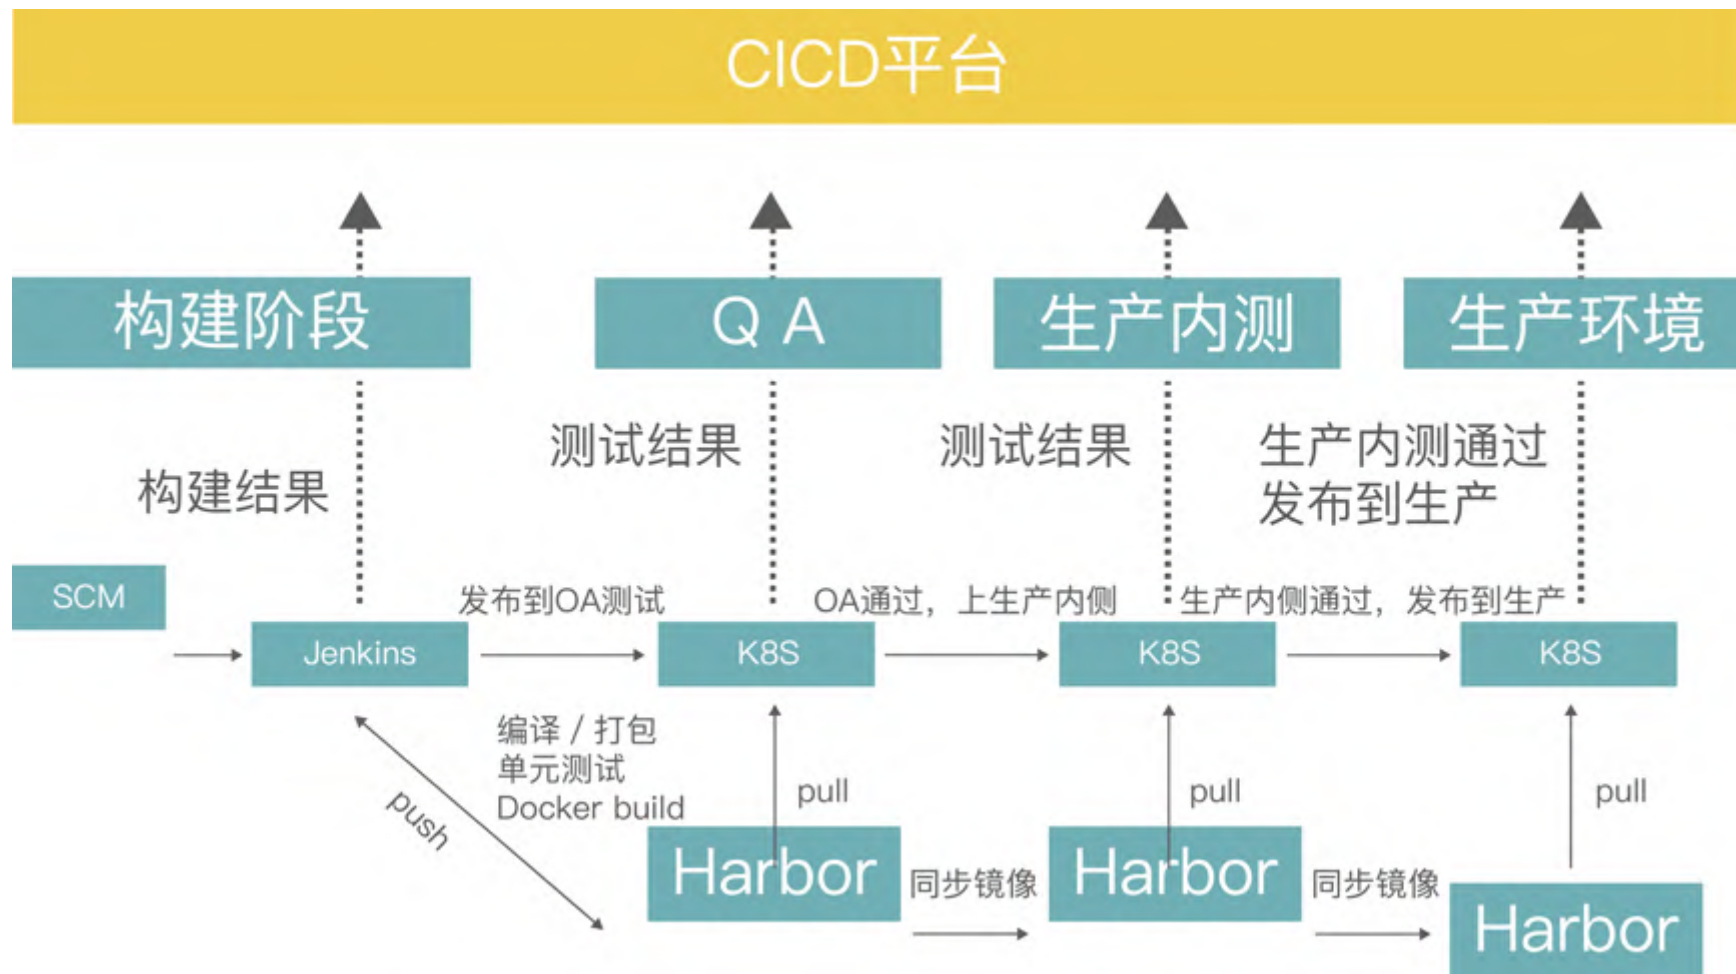 CICD平台
构建阶段
Q A
生产内测
生产环境
构建结果
测试结果
测试结果
生产内测通过
发布到生产
SCM
发布到OA测试
OA通过，上生产内侧
生产内侧通过，发布到生产
Jenkins
K8S
K8S
K8S
编译 / 打包
单元测试
Docker build
push
pull
pull
pull
Harbor
同步镜像
Harbor
同步镜像
Harbor